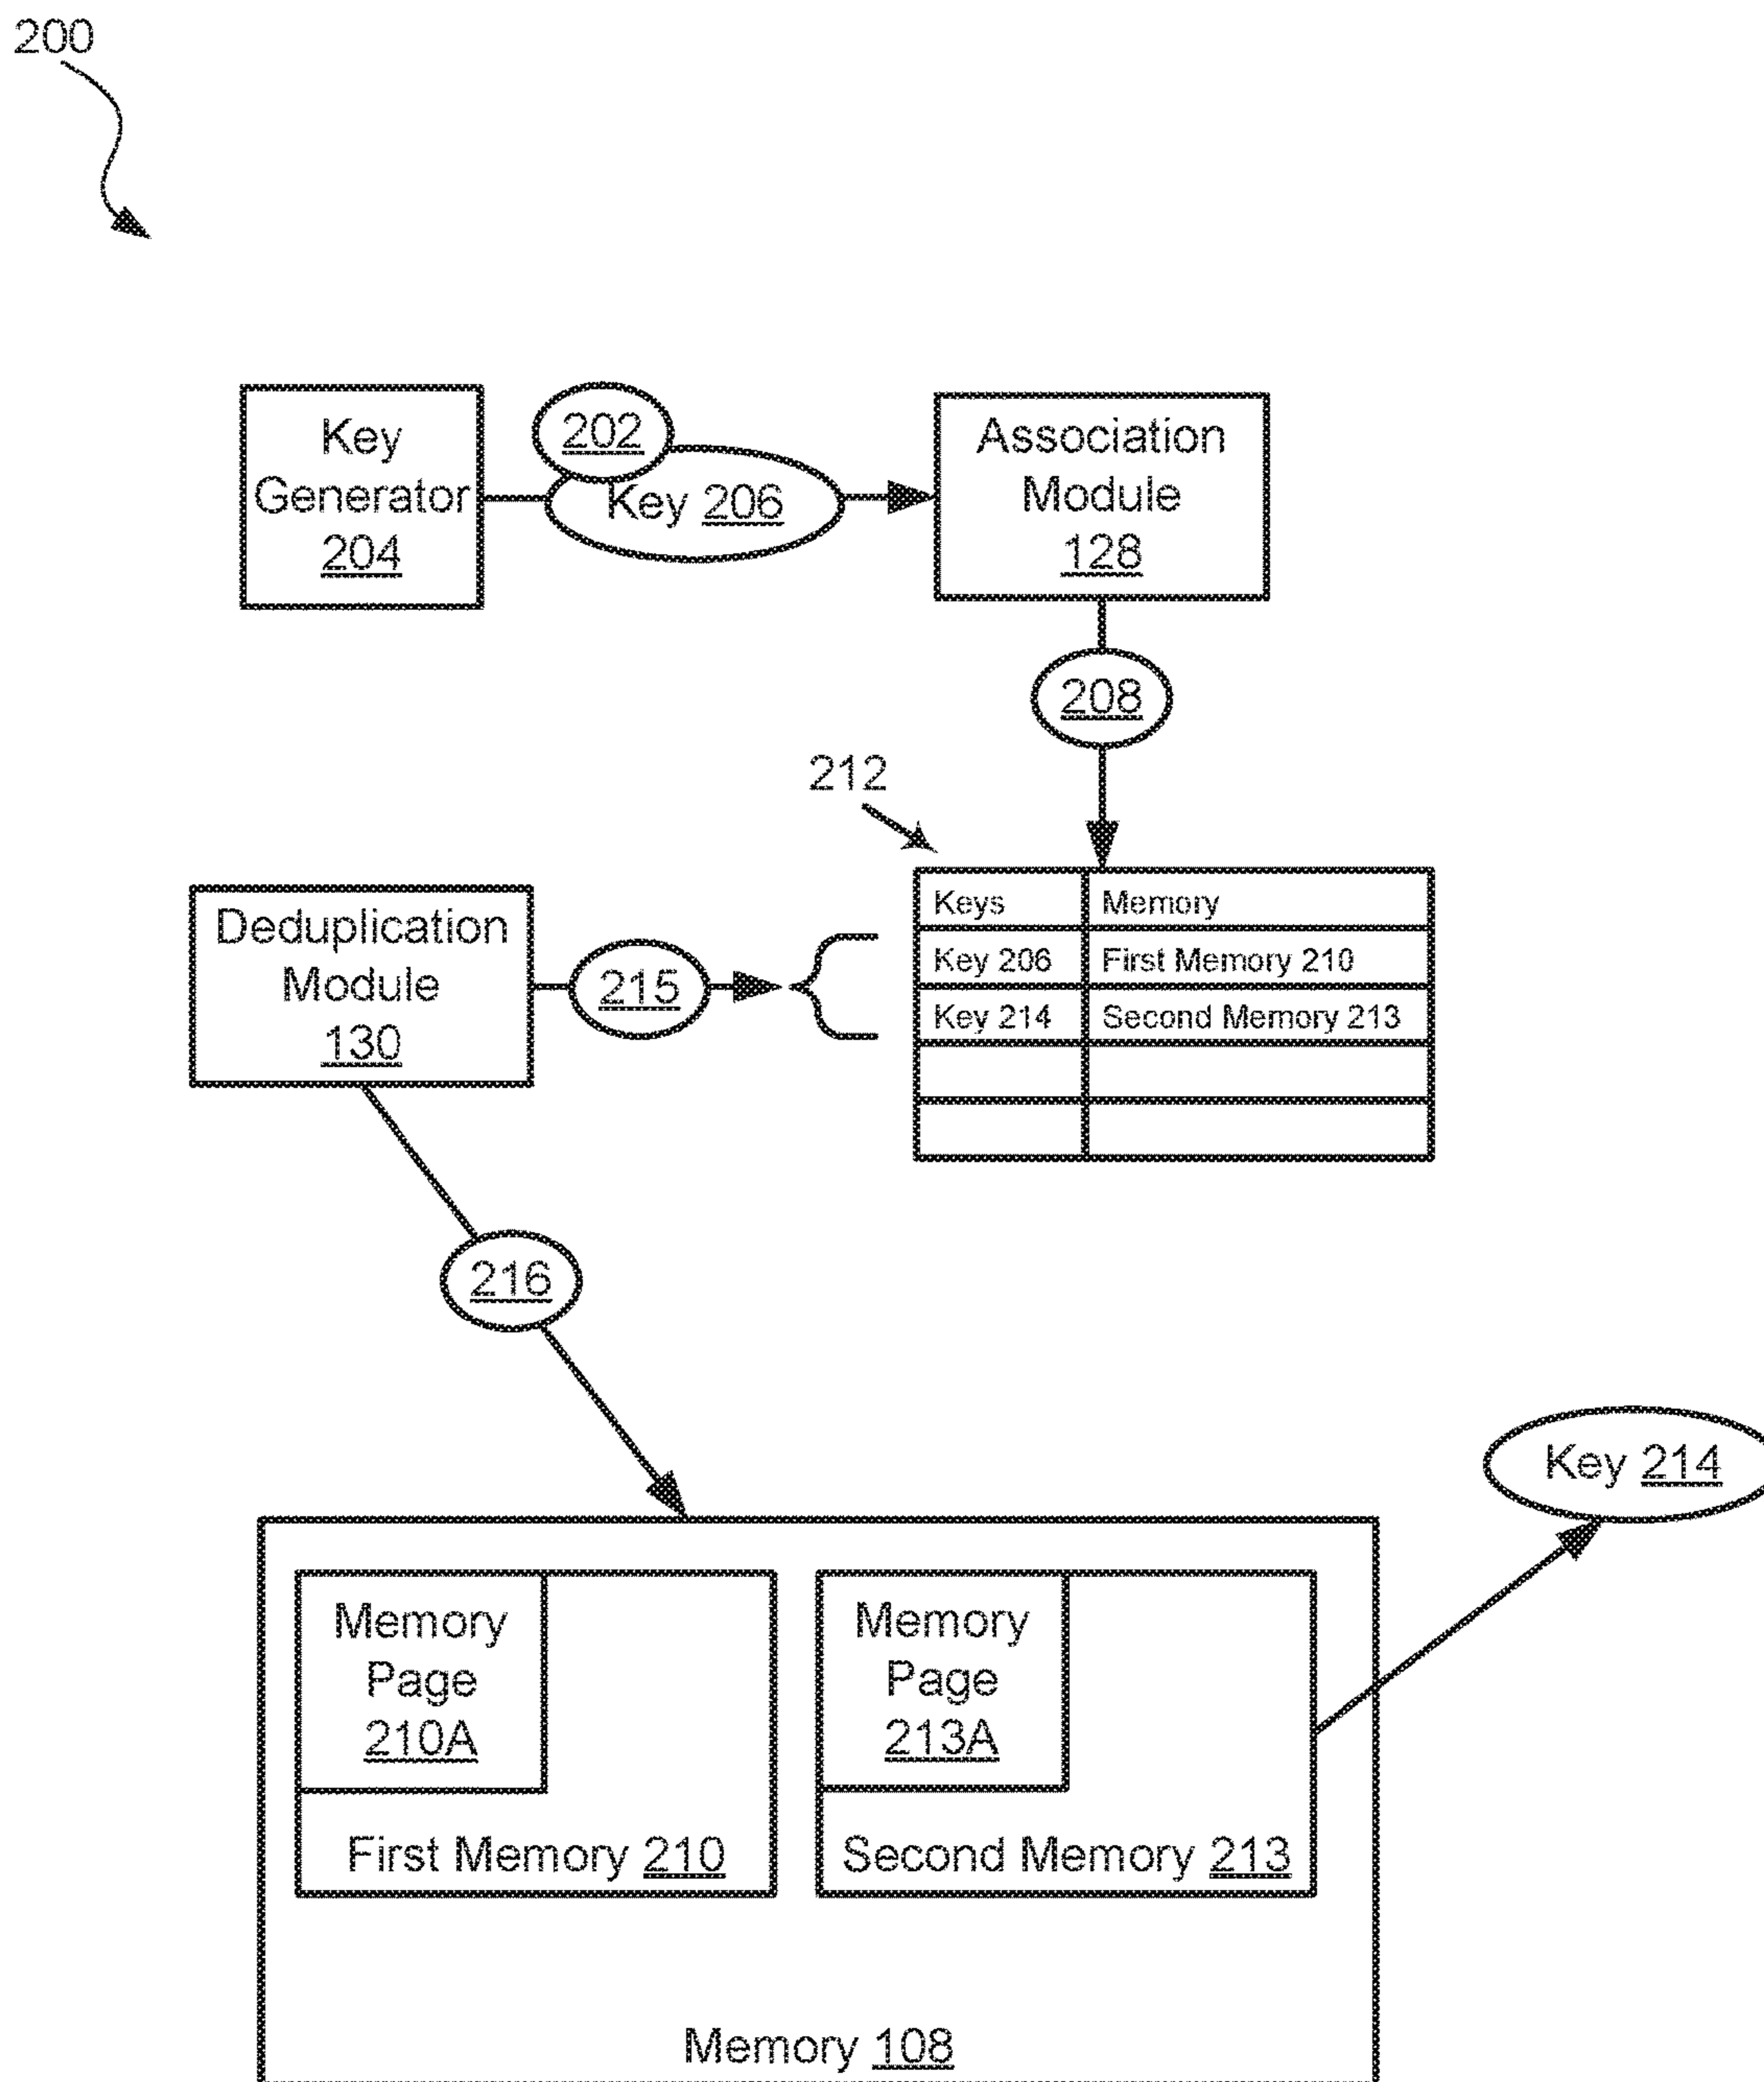 200
Key
Generator
204
202
Key 206
Association
Module
128
208
212
Keys Memory
Key 206 First Memory 210
Key 214 Second Memory 213
Deduplication
Module
130
215
216
Key 214
Memory
Page
210A
First Memory 210
Memory
Page
213A
Second Memory 213
Memory 108